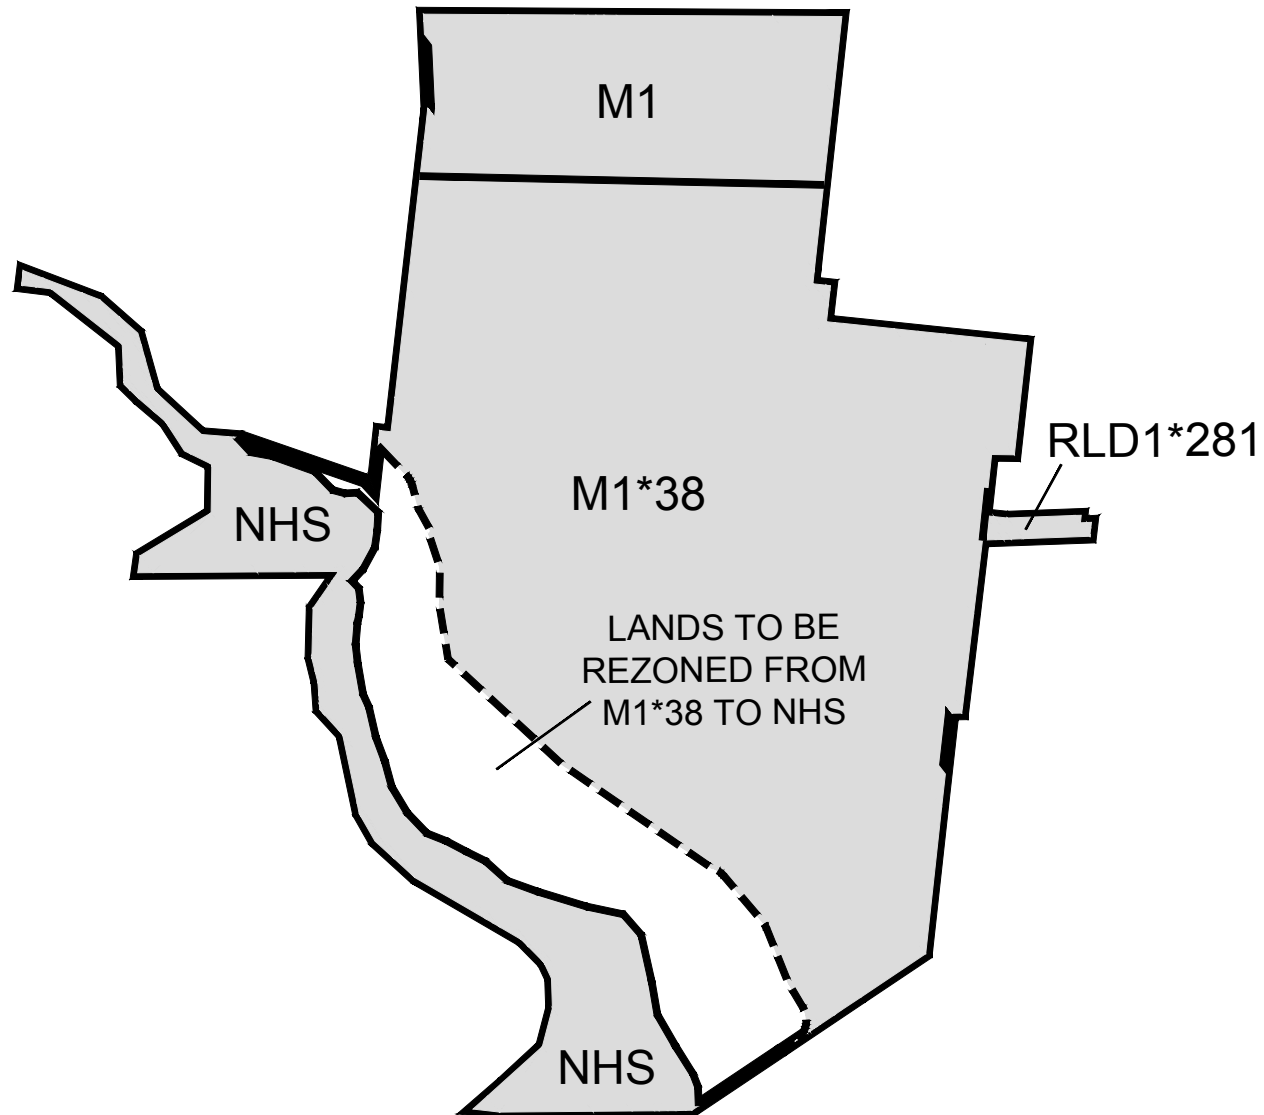 M1
RLD1*281
M1*38
NHS
LANDS TO BE
REZONED FROM
M1*38 TO NHS
NHS